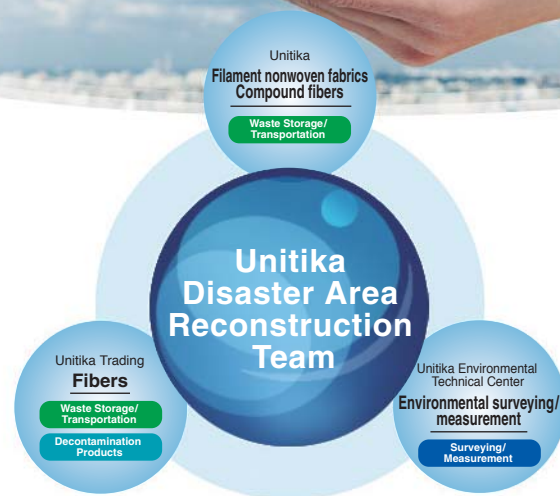 Unitika
Filament nonwoven fabrics
Compound fibers
Waste Storage/
Transportation
Unitika
Disaster Area
Reconstruction
Team
Unitika Trading
Fibers
Waste Storage/
Transportation
Decontamination
Products
Unitika Environmental
Technical Center
Environmental surveying/
measurement
Surveying/
Measurement